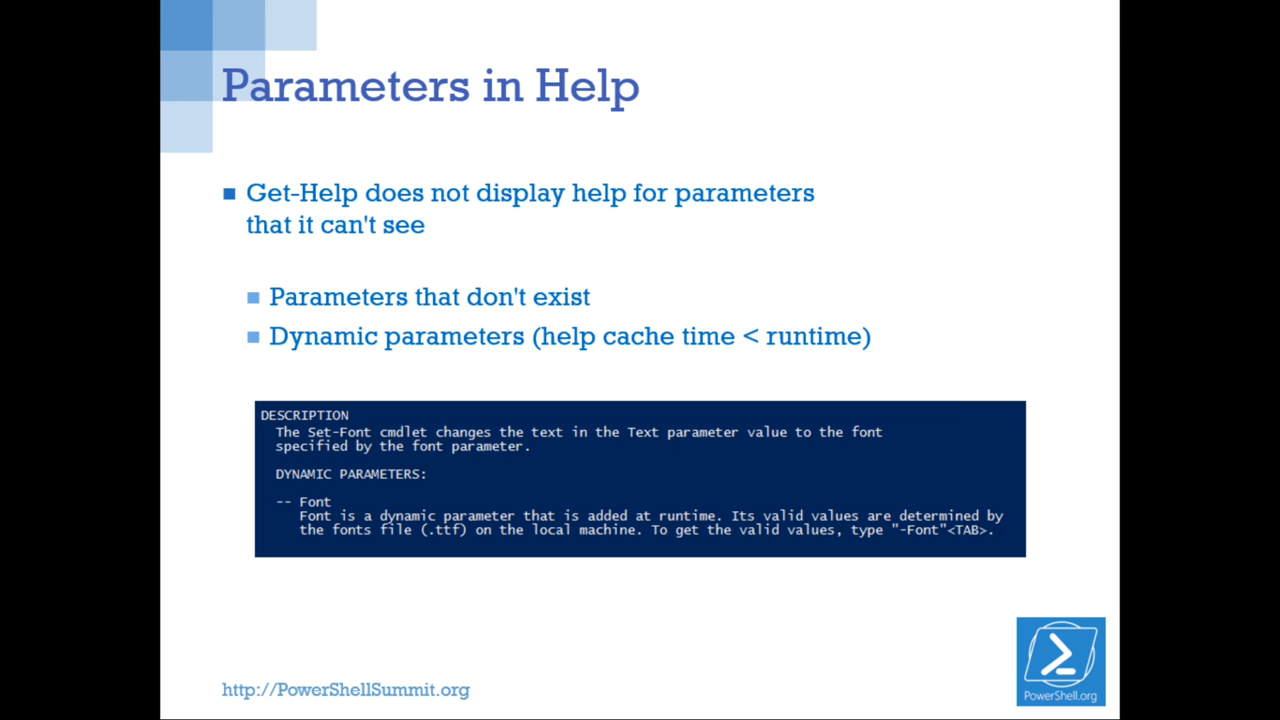 Parameters in Help
Get-Help does not display help for parameters
that it can't see
Parameters that don't exist
Dynamic parameters (help cache time < runtime)
DESCRIPTION
The Set-Font cmdlet changes the text in the Text parameter value to the font
specified by the font parameter.
DYNAMIC PARAMETERS:
-- Font
Font is a dynamic parameter that is added at runtime. Its valid values are determined by
the fonts file (.ttf) on the local machine. To get the valid values, type "-Font"<TAB>.
http://PowerShellSummit.org
PowerShell.org